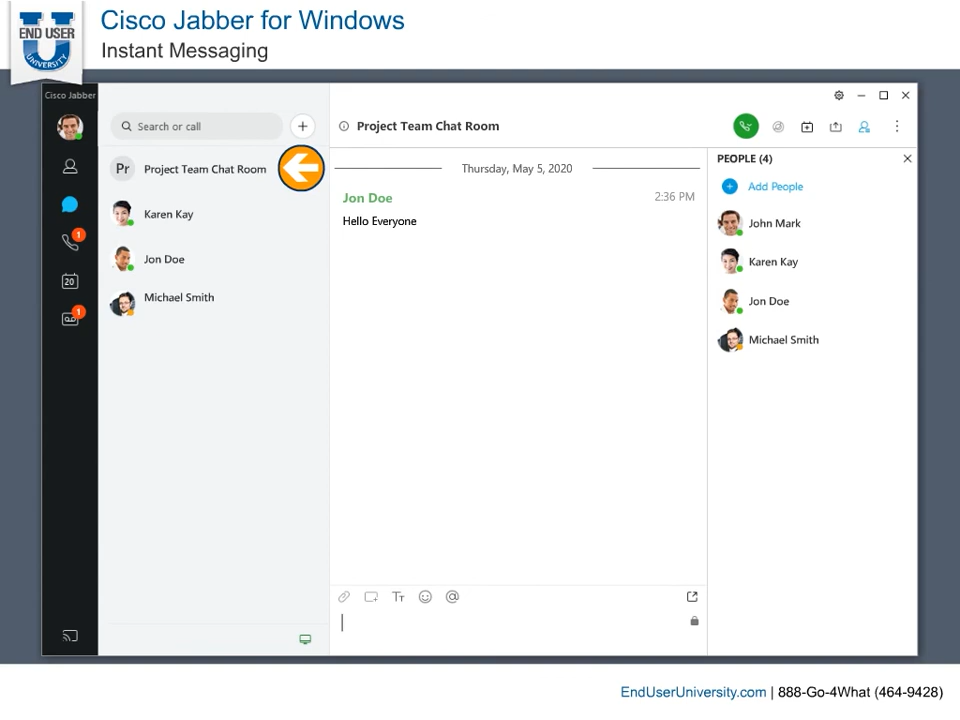 END USER
U
UNIVERSITY
Cisco Jabber for Windows
Instant Messaging
Cisco Jabber
Search or call
Project Team Chat Room
Pr Project Team Chat Room
Karen Kay
Jon Doe
Michael Smith
1
20
1
Thursday, May 5, 2020
Jon Doe 2:36 PM
Hello Everyone
Tт
@
PEOPLE (4)
Add People
John Mark
Karen Kay
Jon Doe
Michael Smith
EndUserUniversity.com | 888-Go-4What (464-9428)